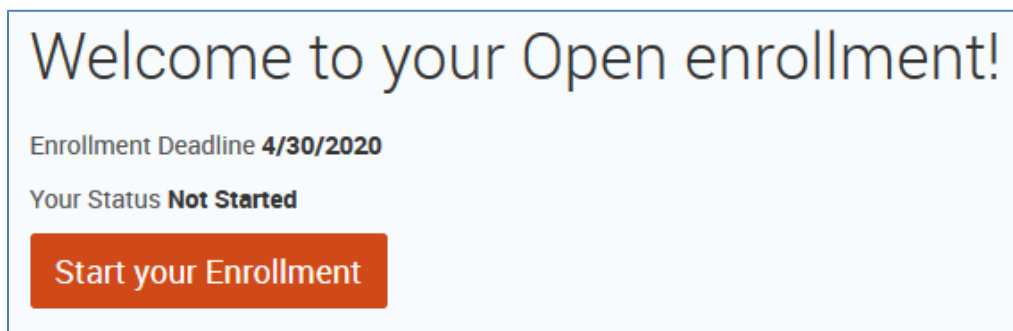 Welcome to your Open enrollment!
Enrollment Deadline 4/30/2020
Your Status Not Started
Start your Enrollment